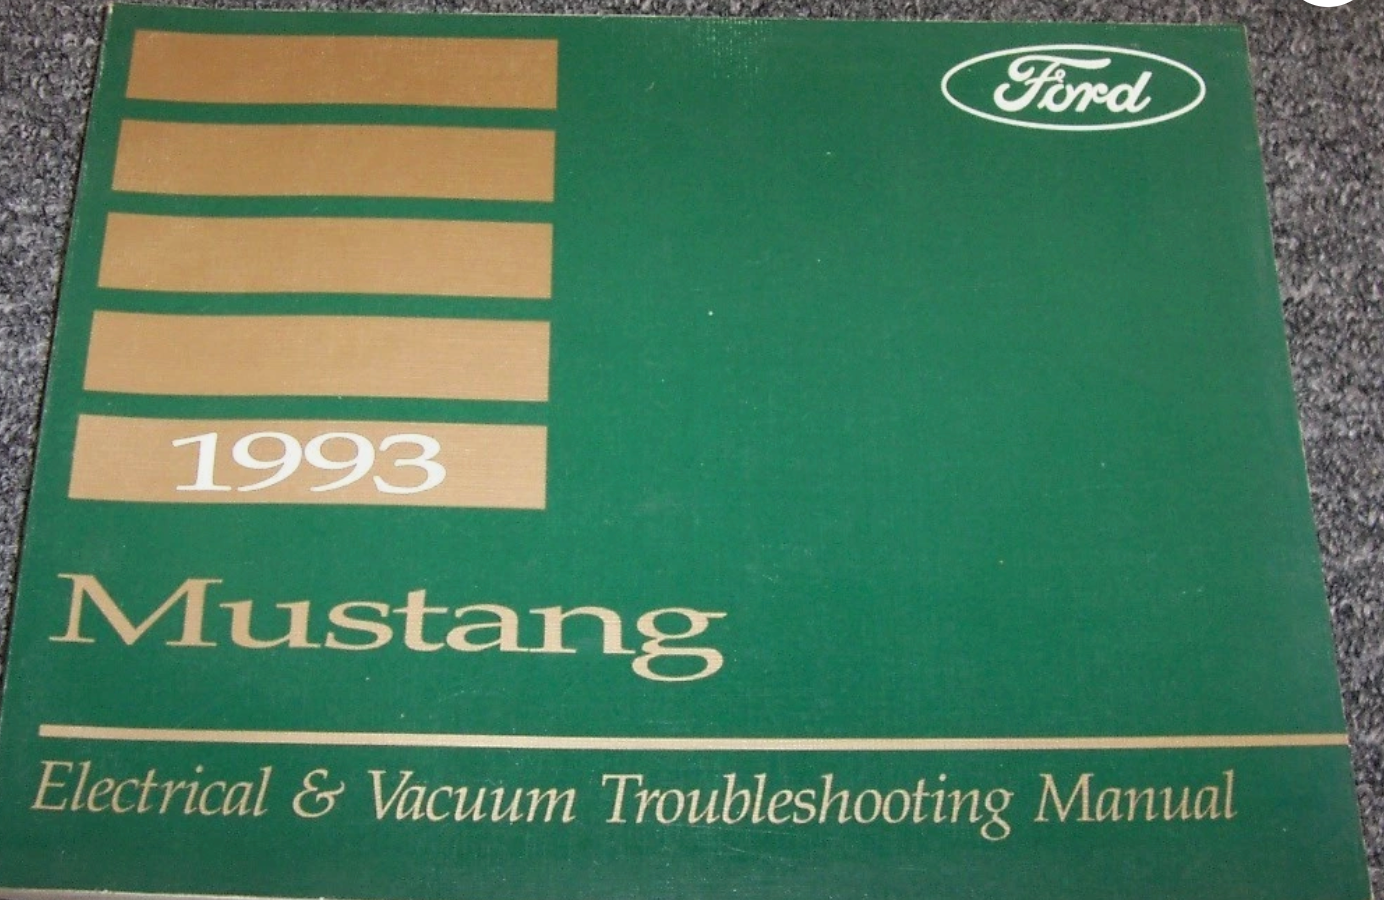 Ford
1993
Mustang
Electrical & Vacuum Troubleshooting Manual